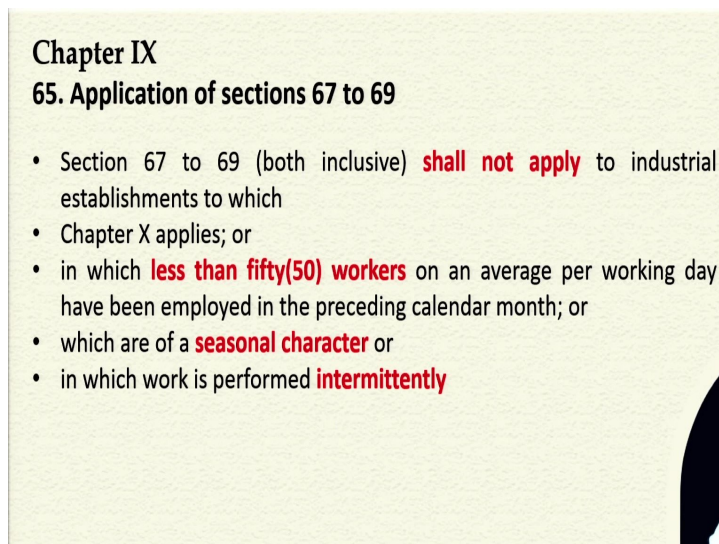 Chapter IX
65. Application of sections 67 to 69
• Section 67 to 69 (both inclusive) shall not apply to industrial
establishments to which
• Chapter X applies; or
• in which less than fifty(50) workers on an average per working day
have been employed in the preceding calendar month; or
• which are of a seasonal character or
• in which work is performed intermittently